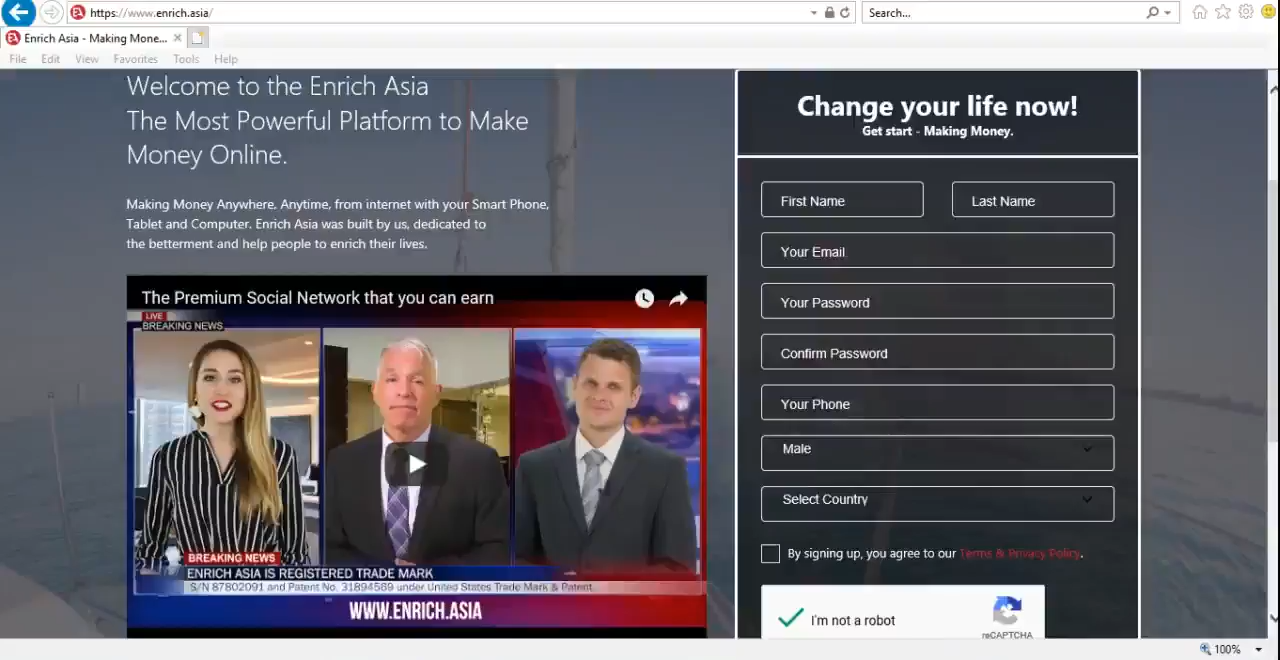 https://www.enrich.asia/
Search...
Enrich Asia - Making Mone...
File Edit View Favorites Tools Help
Welcome to the Enrich Asia
The Most Powerful Platform to Make
Money Online.
Making Money Anywhere. Anytime, from internet with your Smart Phone,
Tablet and Computer. Enrich Asia was built by us, dedicated to
the betterment and help people to enrich their lives.
The Premium Social Network that you can earn
LIVE
BREAKING NEWS
BREAKING NEWS
ENRICH ASIA IS REGISTERED TRADE MARK
S/N 87802091 and Patent No. 31894589 under United States Trade Mark & Patent.
WWW.ENRICH.ASIA
Change your life now!
Get start - Making Money.
First Name
Last Name
Your Email
Your Password
Confirm Password
Your Phone
Male
Select Country
By signing up, you agree to our Terms & Privacy Policy.
I'm not a robot
reCAPTCHA
100%